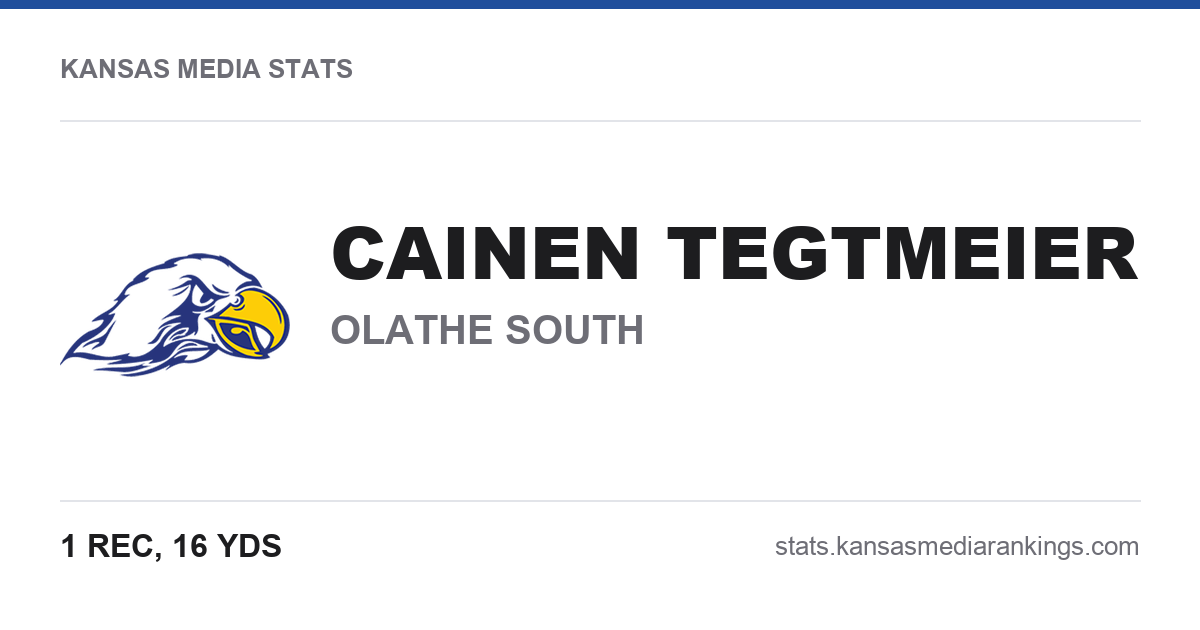 KANSAS MEDIA STATS
CAINEN TEGTMEIER
OLATHE SOUTH
1 REC, 16 YDS
stats.kansasmediarankings.com